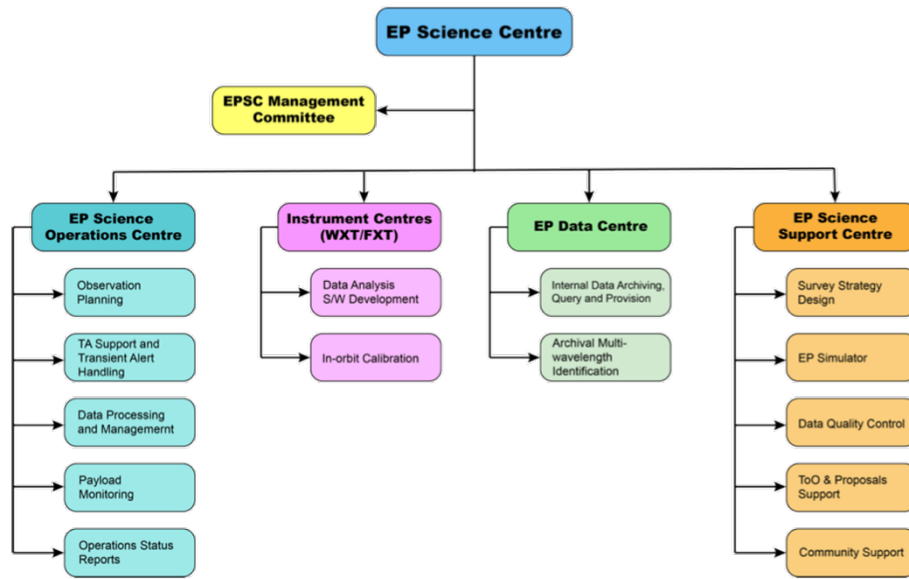 EP Science Centre
EPSC Management
Committee
EP Science
Operations Centre
Observation
Planning
TA Support and
Transient Alert
Handling
Data Processing
and Managemernt
Payload
Monitoring
Operations Status
Reports
Instrument Centres
(WXT/FXT)
Data Analysis
S/W Development
In-orbit Calibration
EP Data Centre
Internal Data Archiving,
Query and Provision
Archival Multi-
wavelength
Identification
EP Science
Support Centre
Survey Strategy
Design
EP Simulator
Data Quality Control
ToO & Proposals
Support
Community Support